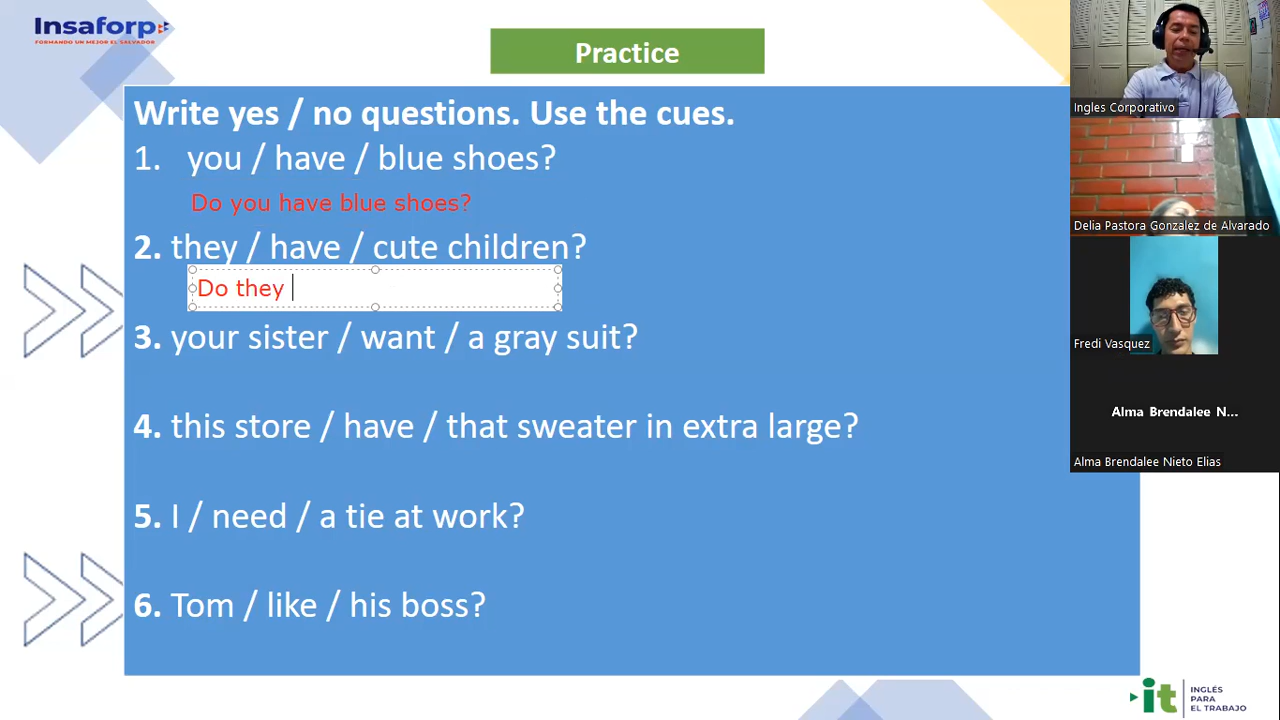 Insaforp
FORMANDO UN MEJOR EL SALVADOR
Practice
Write yes / no questions. Use the cues.
1. you / have / blue shoes?
Do you have blue shoes?
2. they / have / cute children?
Do they
3. your sister / want / a gray suit?
4. this store / have / that sweater in extra large?
5. I / need / a tie at work?
6. Tom / like / his boss?
Ingles Corporativo
Delia Pastora Gonzalez de Alvarado
Fredi Vasquez
Alma Brendalee N...
Alma Brendalee Nieto Elias
it
INGLÉS
PARA
EL TRABAJO